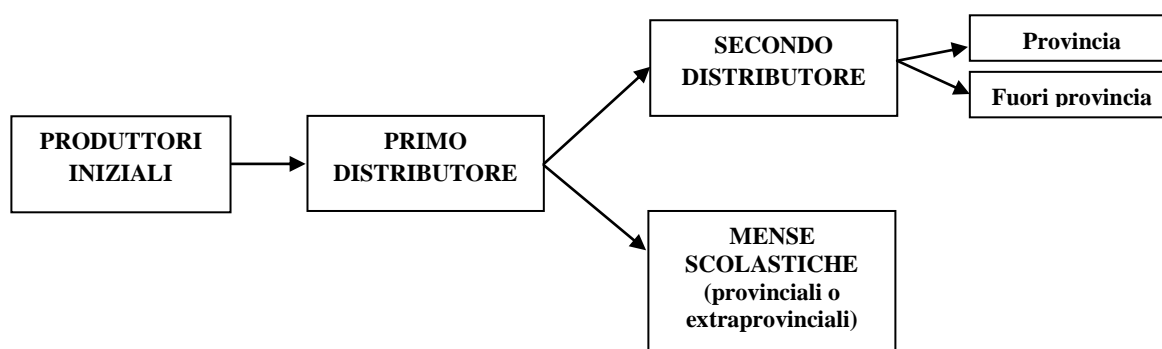 PRODUTTORI
INIZIALI
PRIMO
DISTRIBUTORE
SECONDO
DISTRIBUTORE
Provincia
Fuori provincia
MENSE
SCOLASTICHE
(provinciali o
extraprovinciali)